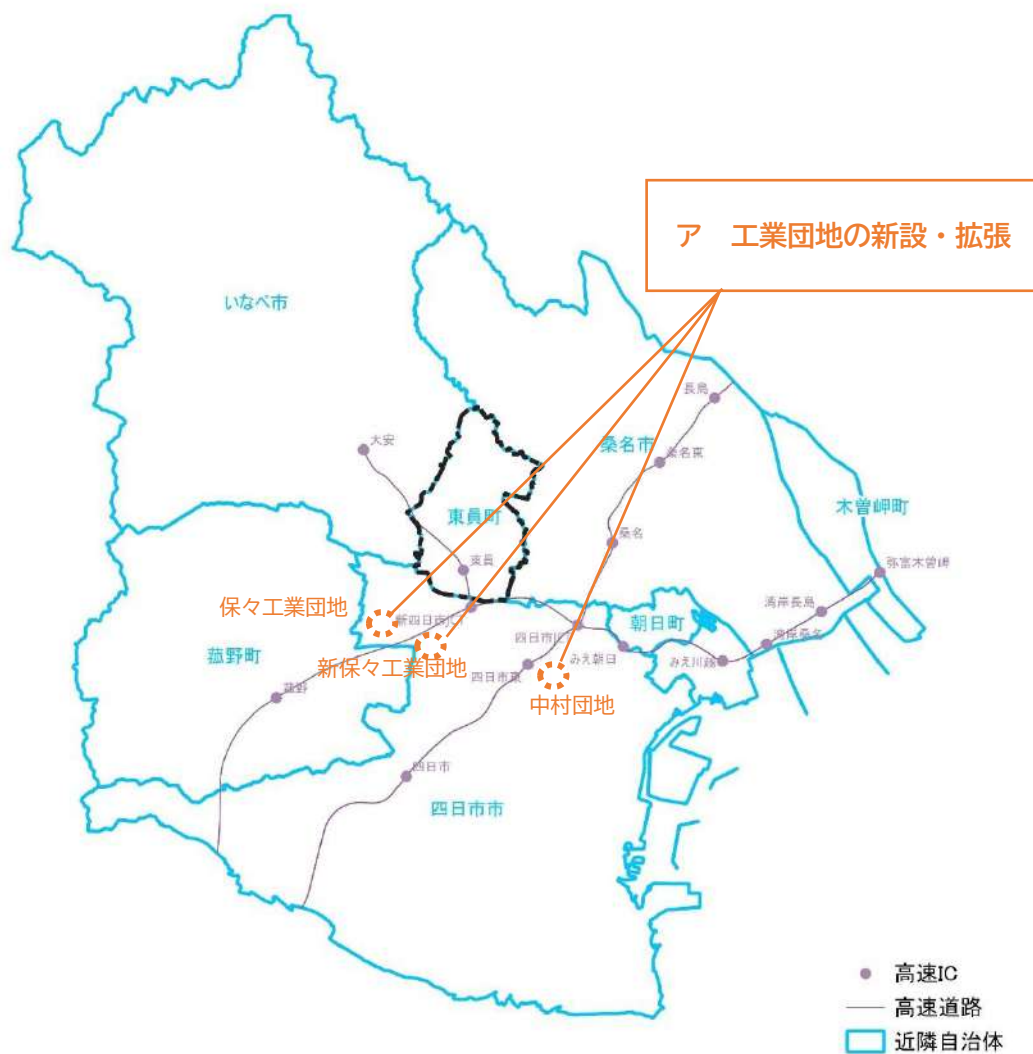 ア　工業団地の新設・拡張
いなべ市
長島
大安
桑名市
桑名東
木曽岬町
東員町
桑名
弥富木曽岬
東員
保々工業団地
新四日市JCT
湾岸長島
朝日町
四日市JCT
湾岸桑名
菰野町
新保々工業団地
みえ朝日
みえ川越
四日市東
菰野
中村団地
四日市
四日市市
高速IC
高速道路
近隣自治体